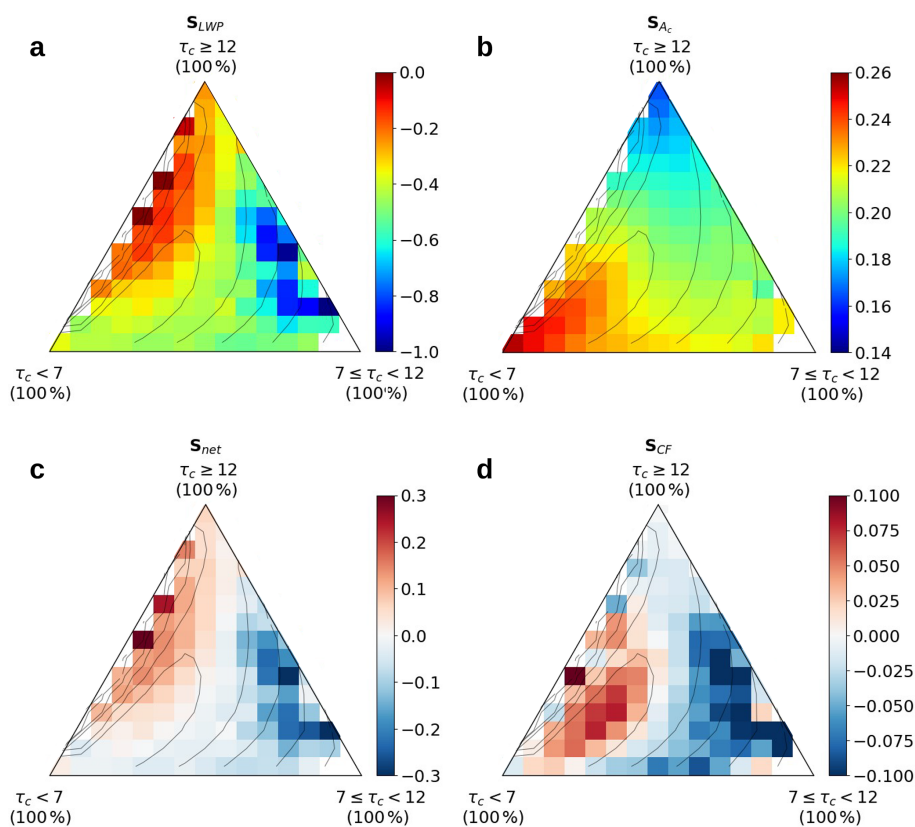 a
S_LWP
τ_c ≥ 12
(100 %)
0.0
−0.2
−0.4
−0.6
−0.8
−1.0
τ_c < 7
(100 %)
7 ≤ τ_c < 12
(100 %)
b
S_{A_c}
τ_c ≥ 12
(100 %)
0.26
0.24
0.22
0.20
0.18
0.16
0.14
τ_c < 7
(100 %)
7 ≤ τ_c < 12
(100 %)
c
S_net
τ_c ≥ 12
(100 %)
0.3
0.2
0.1
0.0
−0.1
−0.2
−0.3
τ_c < 7
(100 %)
7 ≤ τ_c < 12
(100 %)
d
S_CF
τ_c ≥ 12
(100 %)
0.100
0.075
0.050
0.025
0.000
−0.025
−0.050
−0.075
−0.100
τ_c < 7
(100 %)
7 ≤ τ_c < 12
(100 %)